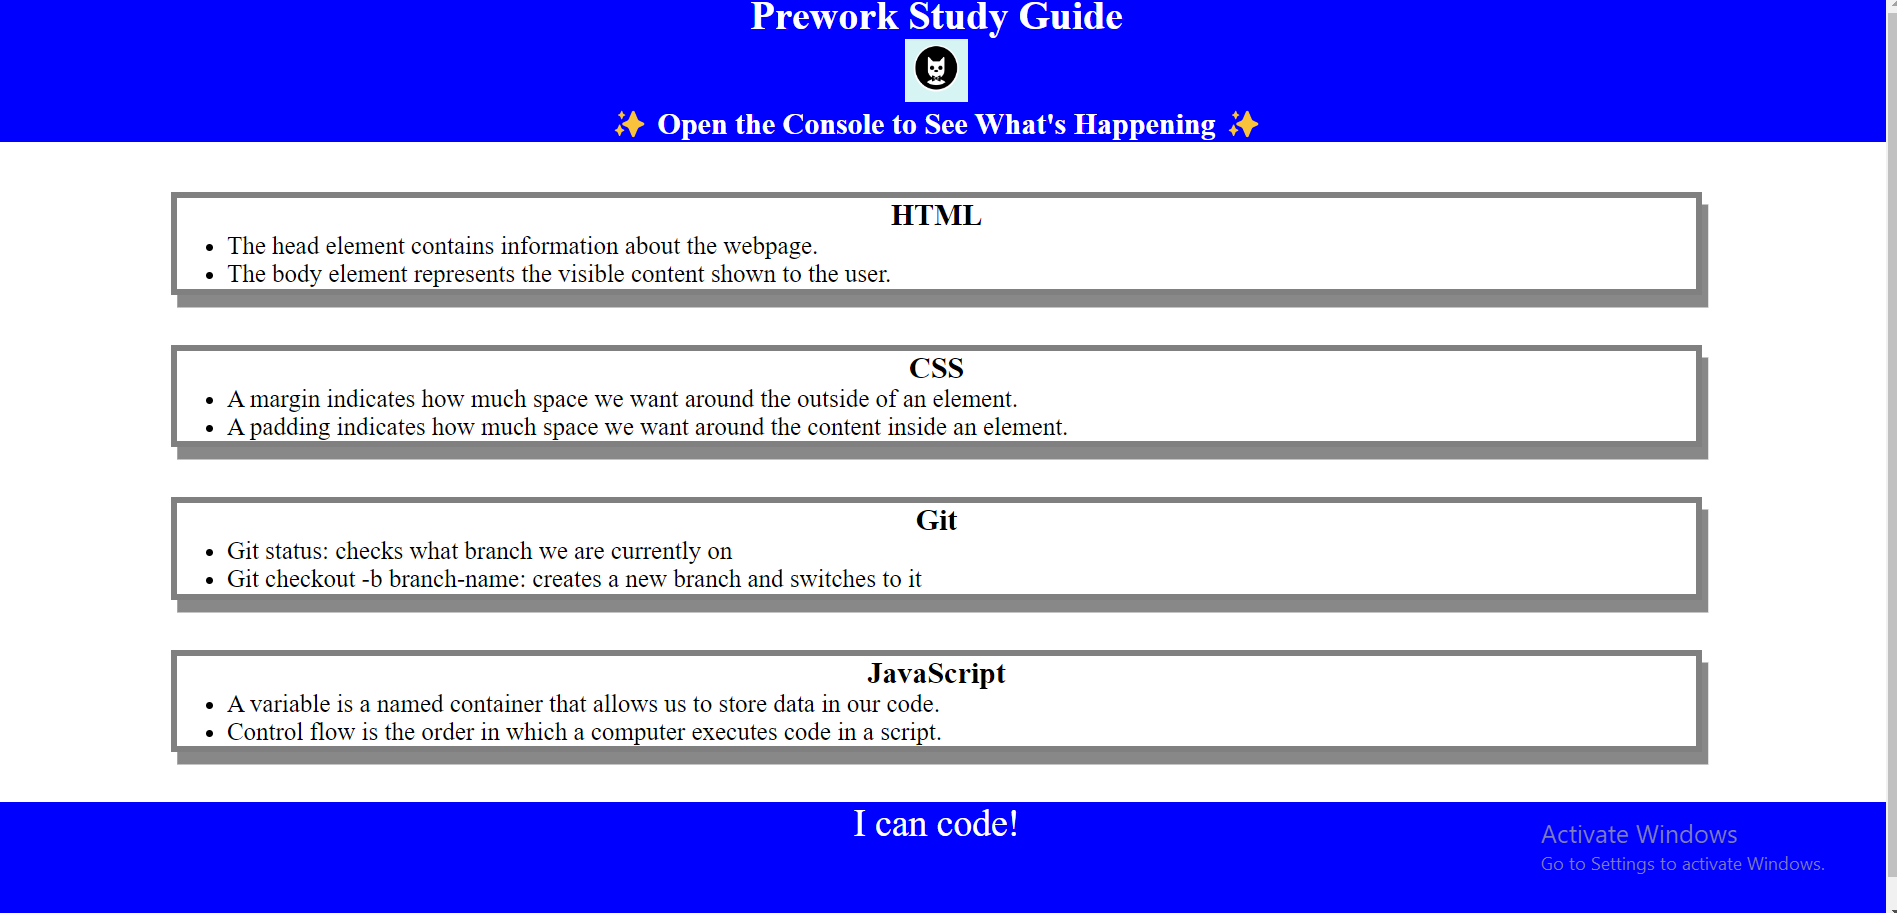 Prework Study Guide
✨ Open the Console to See What's Happening ✨
HTML
• The head element contains information about the webpage.
• The body element represents the visible content shown to the user.
CSS
• A margin indicates how much space we want around the outside of an element.
• A padding indicates how much space we want around the content inside an element.
Git
• Git status: checks what branch we are currently on
• Git checkout -b branch-name: creates a new branch and switches to it
JavaScript
• A variable is a named container that allows us to store data in our code.
• Control flow is the order in which a computer executes code in a script.
I can code!
Activate Windows
Go to Settings to activate Windows.